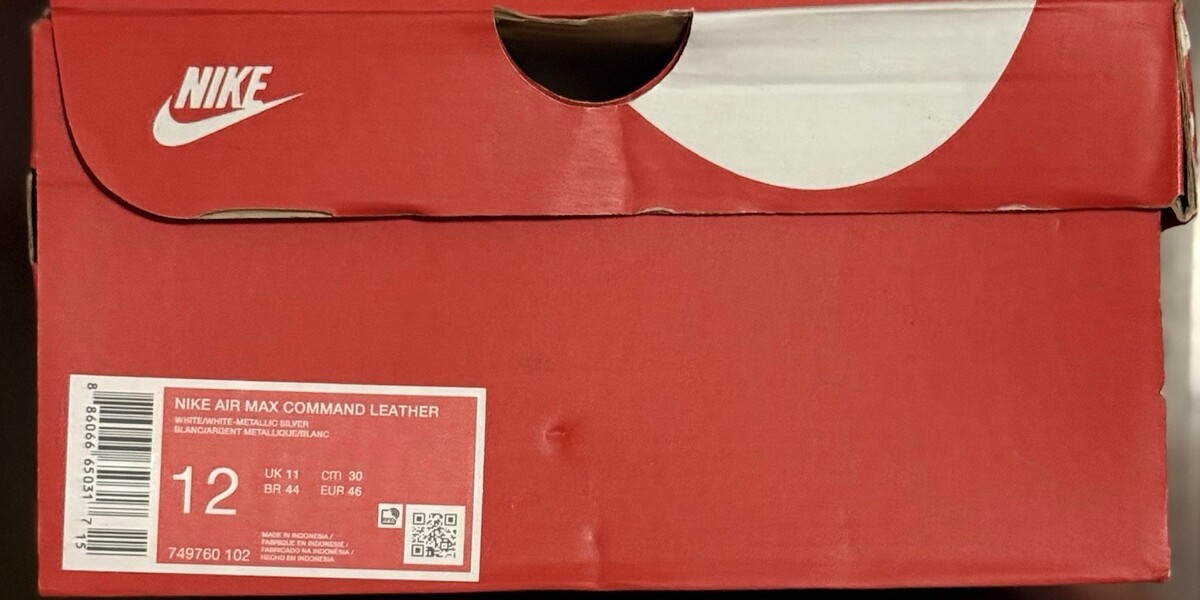 NIKE
NIKE AIR MAX COMMAND LEATHER
WHITE/WHITE-METALLIC SILVER
BLANC/ARGENT METALLIQUE/BLANC
12
UK 11 cm 30
BR 44 EUR 46
749760 102
MADE IN INDONESIA /
FABRIQUE EN INDONESIE /
FABRICADO NA INDONÉSIA /
HECHO EN INDONESIA
8 86066 65031 7 15